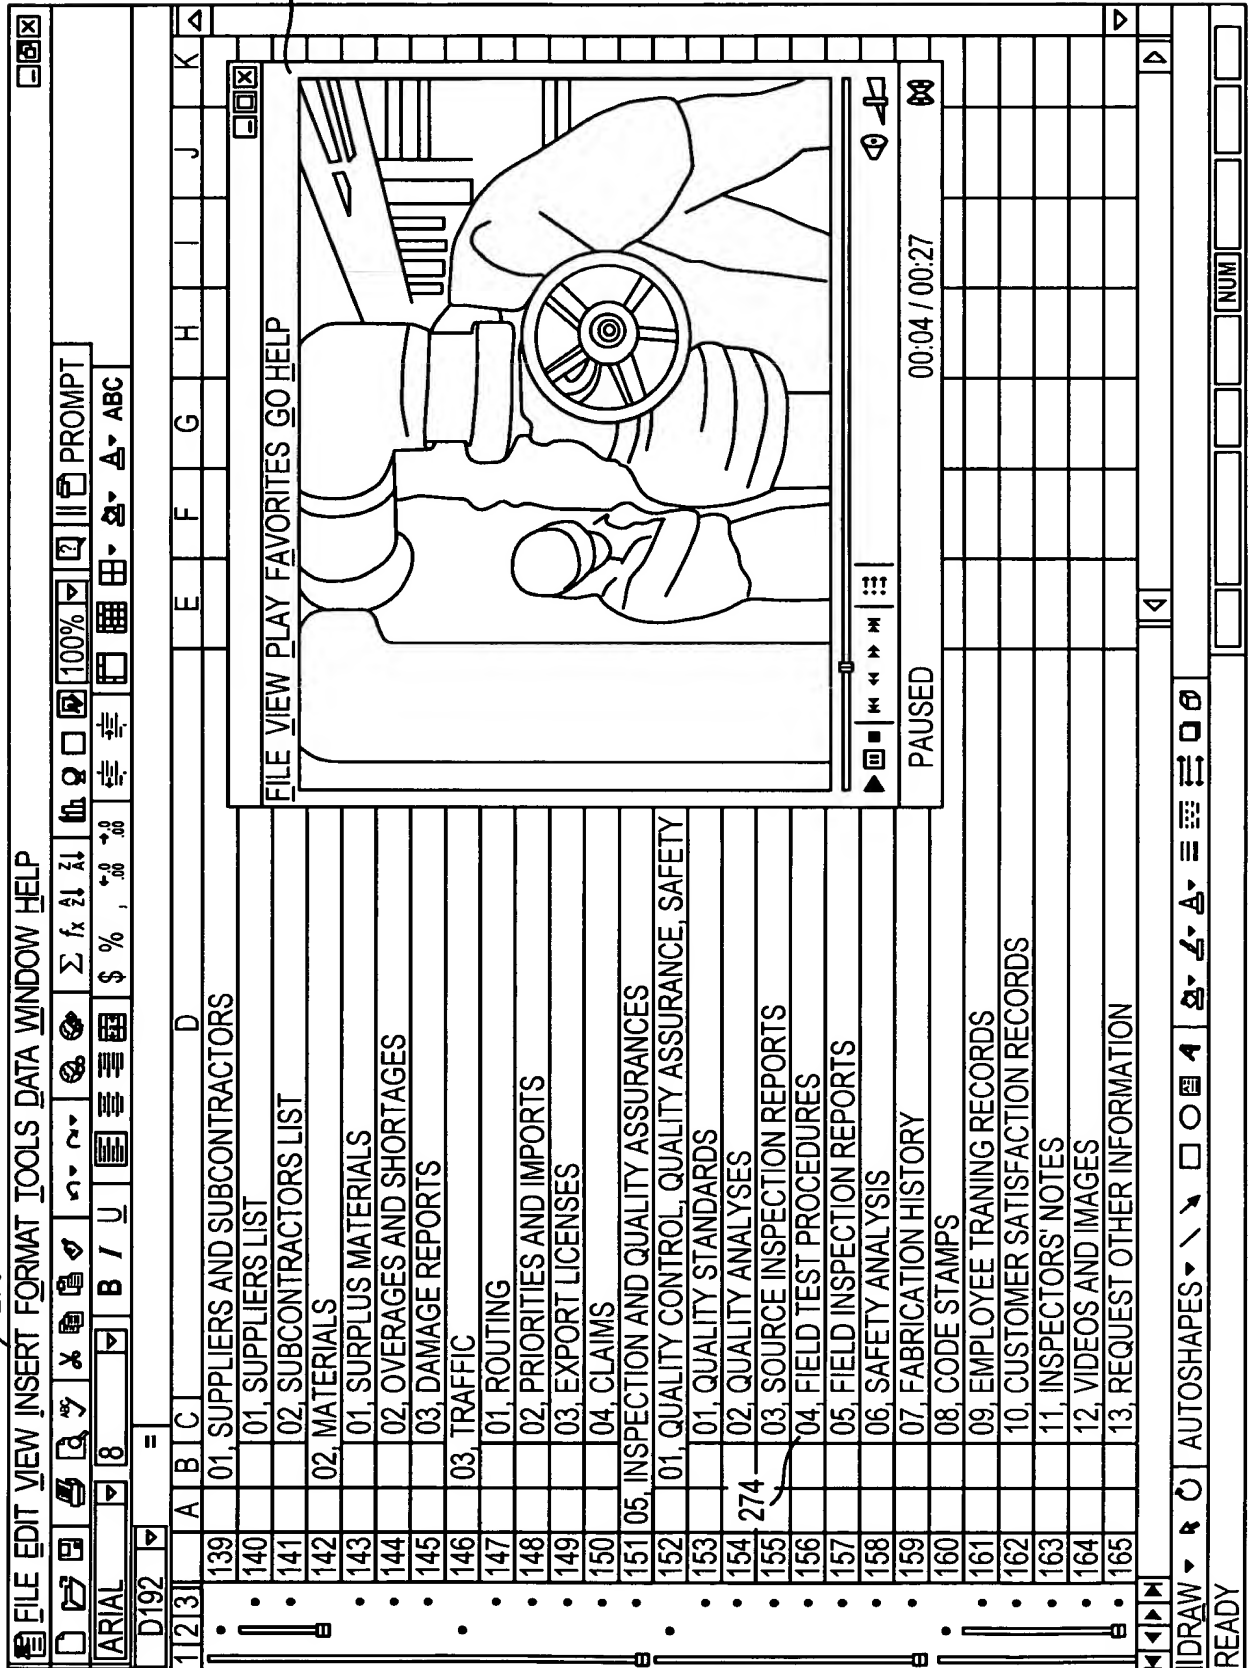 FILE EDIT VIEW INSERT FORMAT TOOLS DATA WINDOW HELP
Σ fx 100% PROMPT
ARIAL 8 B I U $ % , ABC
D192 =
1 2 3 A B C D E F G H I J K
139 01, SUPPLIERS AND SUBCONTRACTORS
140 01, SUPPLIERS LIST
141 02, SUBCONTRACTORS LIST
142 02, MATERIALS
143 01, SURPLUS MATERIALS
144 02, OVERAGES AND SHORTAGES
145 03, DAMAGE REPORTS
146 03, TRAFFIC
147 01, ROUTING
148 02, PRIORITIES AND IMPORTS
149 03, EXPORT LICENSES
150 04, CLAIMS
151 05, INSPECTION AND QUALITY ASSURANCES
152 01, QUALITY CONTROL, QUALITY ASSURANCE, SAFETY
153 01, QUALITY STANDARDS
154 02, QUALITY ANALYSES
274
155 03, SOURCE INSPECTION REPORTS
156 04, FIELD TEST PROCEDURES
157 05, FIELD INSPECTION REPORTS
158 06, SAFETY ANALYSIS
159 07, FABRICATION HISTORY
160 08, CODE STAMPS
161 09, EMPLOYEE TRANING RECORDS
162 10, CUSTOMER SATISFACTION RECORDS
163 11, INSPECTORS' NOTES
164 12, VIDEOS AND IMAGES
165 13, REQUEST OTHER INFORMATION
FILE VIEW PLAY FAVORITES GO HELP
PAUSED 00:04 / 00:27
DRAW AUTOSHAPES
READY NUM